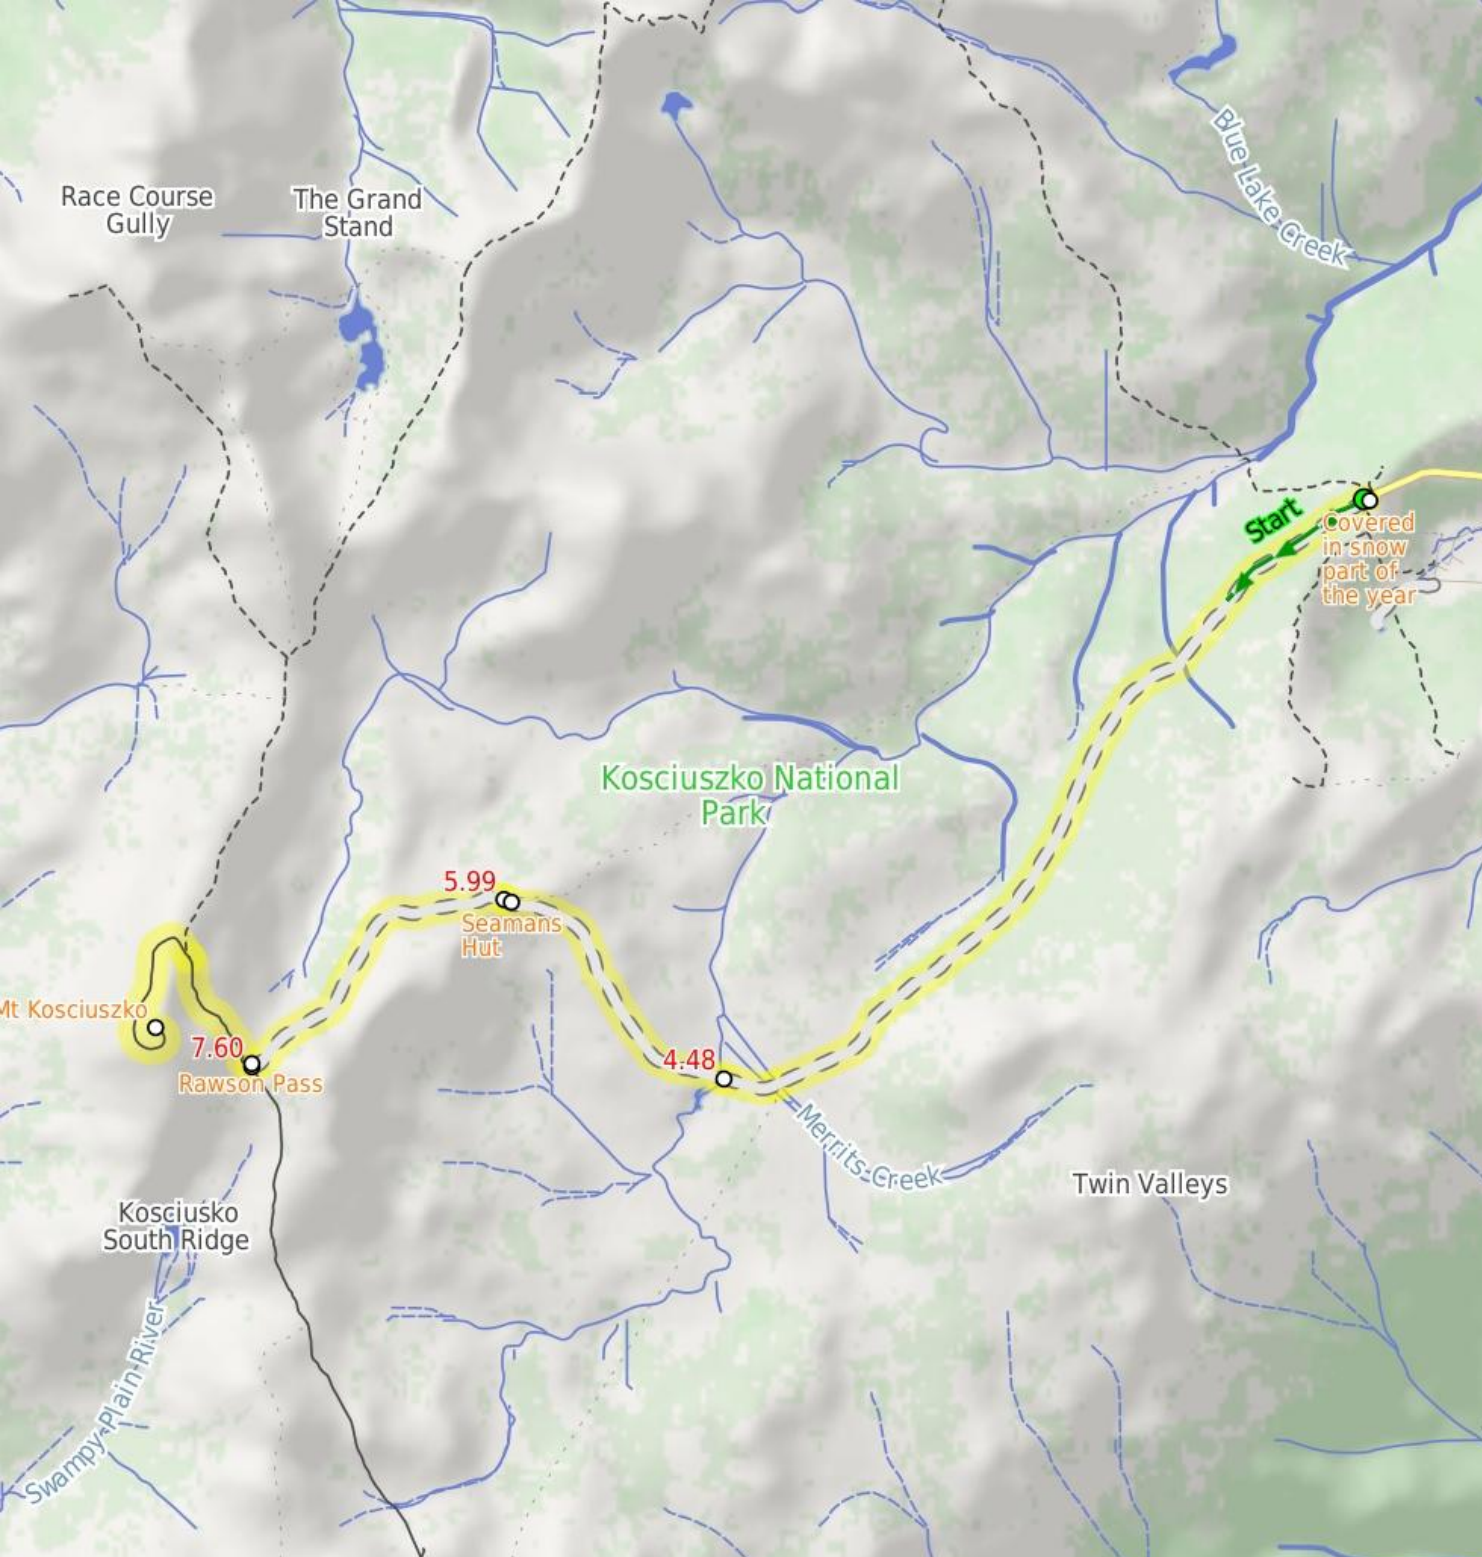 Blue Lake Creek
Race Course
Gully
The Grand
Stand
Start
Covered
in snow
part of
the year
Kosciuszko National
Park
5.99
Seamans
Hut
Mt Kosciuszko
7.60
Rawson Pass
4.48
Merrits Creek
Twin Valleys
Kosciusko
South Ridge
Swampy Plain River